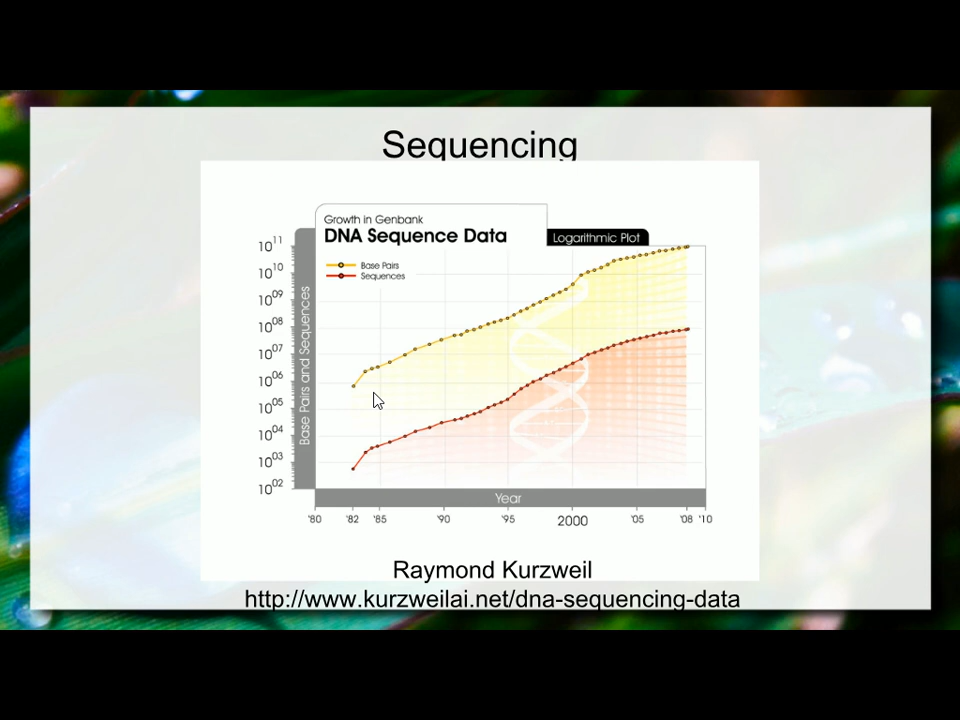 Sequencing
Growth in Genbank
DNA Sequence Data
Logarithmic Plot
Base Pairs
Sequences
Base Pairs and Sequences
10^11
10^10
10^09
10^08
10^07
10^06
10^05
10^04
10^03
10^02
Year
'80 '82 '85 '90 '95 2000 '05 '08 '10
Raymond Kurzweil
http://www.kurzweilai.net/dna-sequencing-data